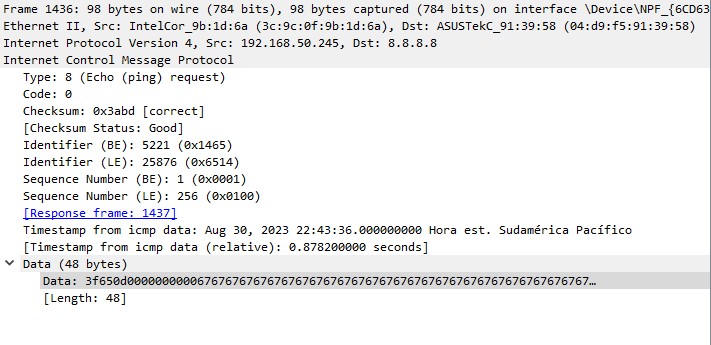 Frame 1436: 98 bytes on wire (784 bits), 98 bytes captured (784 bits) on interface \Device\NPF_{6CD63
Ethernet II, Src: IntelCor_9b:1d:6a (3c:9c:0f:9b:1d:6a), Dst: ASUSTekC_91:39:58 (04:d9:f5:91:39:58)
Internet Protocol Version 4, Src: 192.168.50.245, Dst: 8.8.8.8
Internet Control Message Protocol
Type: 8 (Echo (ping) request)
Code: 0
Checksum: 0x3abd [correct]
[Checksum Status: Good]
Identifier (BE): 5221 (0x1465)
Identifier (LE): 25876 (0x6514)
Sequence Number (BE): 1 (0x0001)
Sequence Number (LE): 256 (0x0100)
[Response frame: 1437]
Timestamp from icmp data: Aug 30, 2023 22:43:36.000000000 Hora est. Sudamérica Pacífico
[Timestamp from icmp data (relative): 0.878200000 seconds]
Data (48 bytes)
Data: 3f650d0000000000676767676767676767676767676767676767676767676767676767676767…
[Length: 48]